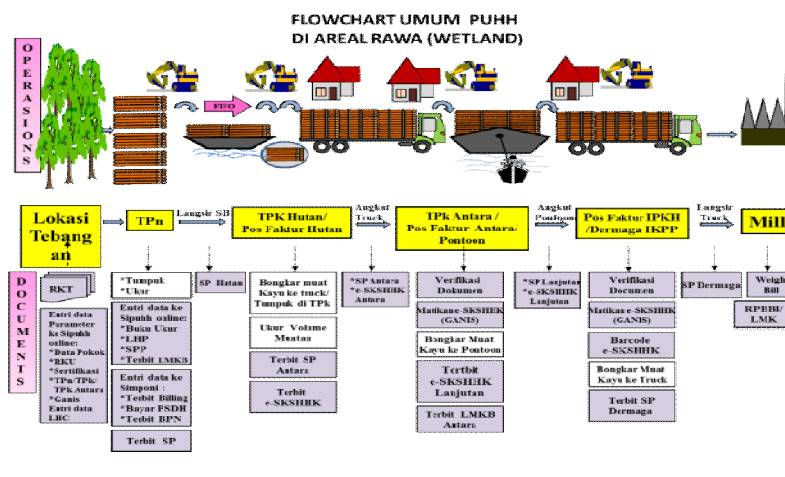 FLOWCHART UMUM PUHH
DI AREAL RAWA (WETLAND)
OPERASIONS
FIFO
Lokasi
Tebang
an
TPn
Langsir SB
TPK Hutan/
Pos Faktur Hutan
Angkut
Truck
TPk Antara /
Pos Faktur Antara/
Pontoon
Angkut
Pontoon
Pos Faktur IPKH
/Dermaga IKPP
Langsir
Truck
Mill
DOCUMENTS
RKT
Entri data
Parameter
ke Sipuhh
online:
*Data Pokok
*RKU
*Sertifikasi
*TPn/TPk/
TPk Antara
*Ganis
Entri data
LHC
*Tumpuk
*Ukur
Entri data ke
Sipuhh online:
*Buku Ukur
*LHP
*SPP
*Terbit LMKB
Entri data ke
Simponi :
*Terbit Billing
*Bayar PSDH
*Terbit BPN
Terbit SP
SP Hutan
Bongkar muat
Kayu ke truck/
Tumpuk di TPk
Ukur Volume
Muatan
Terbit SP
Antara
Terbit
e-SKSHHK
*SP Antara
*e-SKSHHK
Antara
Verifikasi
Dokumen
Matikan e-SKSHHK
(GANIS)
Bongkar Muat
Kayu ke Pontoon
Tertbit
e-SKSHHK
Lanjutan
Terbit LMKB
Antara
*SP Lanjutan
*e-SKSHHK
Lanjutan
Verifikasi
Documen
Matikan e-SKSHHK
(GANIS)
Barcode
e-SKSHHK
Bongkar Muat
Kayu ke Truck
Terbit SP
Dermaga
SP Dermaga
Weigh
Bill
RPBBI/
LMK